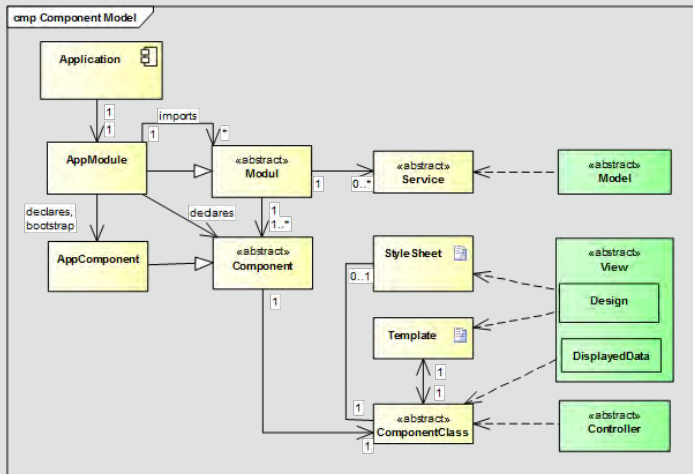 cmp Component Model
Application
1
1
imports
1
*
AppModule
«abstract»
Modul
1
0..*
«abstract»
Service
«abstract»
Model
declares,
bootstrap
declares
1
1..*
AppComponent
«abstract»
Component
1
StyleSheet
0..1
«abstract»
View
Design
Template
DisplayedData
1
1
1
«abstract»
ComponentClass
1
«abstract»
Controller